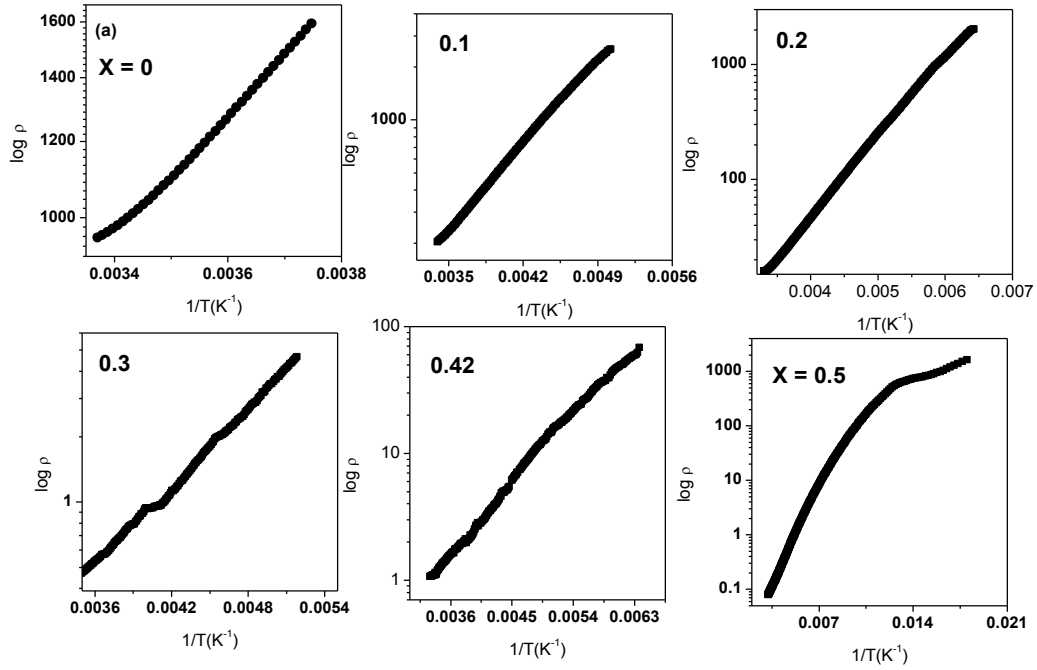 (a)
X = 0
1600
1400
1200
1000
log ρ
0.0034
0.0036
0.0038
1/T(K⁻¹)
0.1
1000
log ρ
0.0035
0.0042
0.0049
0.0056
1/T(K⁻¹)
0.2
1000
100
log ρ
0.004
0.005
0.006
0.007
1/T(K⁻¹)
0.3
1
log ρ
0.0036
0.0042
0.0048
0.0054
1/T(K⁻¹)
0.42
100
10
1
log ρ
0.0036
0.0045
0.0054
0.0063
1/T(K⁻¹)
X = 0.5
1000
100
10
1
0.1
log ρ
0.007
0.014
0.021
1/T(K⁻¹)